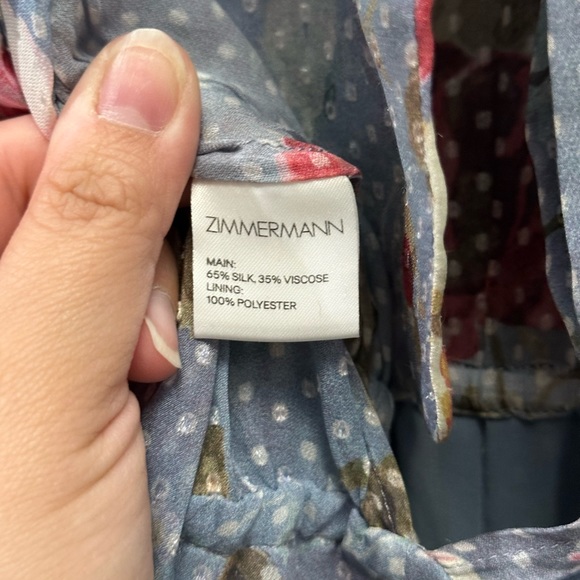 ZIMMERMANN
MAIN:
65% SILK, 35% VISCOSE
LINING:
100% POLYESTER